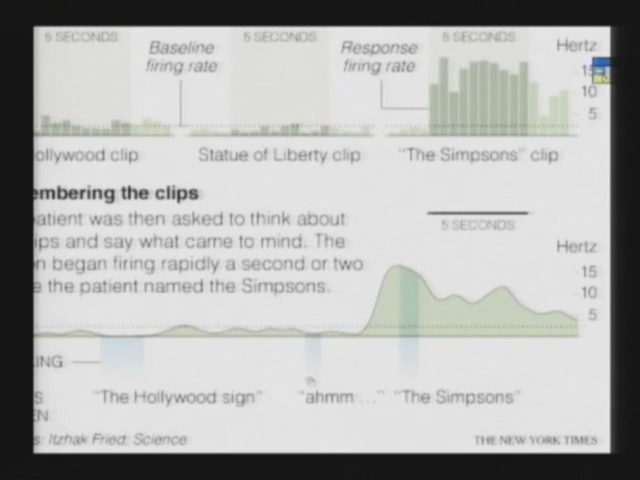 5 SECONDS 5 SECONDS 5 SECONDS
Baseline
firing rate
Response
firing rate
Hertz
15
10
5
ollywood clip Statue of Liberty clip "The Simpsons" clip
embering the clips
atient was then asked to think about
ips and say what came to mind. The
n began firing rapidly a second or two
e the patient named the Simpsons.
5 SECONDS
Hertz
15
10
5
ING
"The Hollywood sign" "ahmm ..." "The Simpsons"
S
EN
s: Itzhak Fried; Science
THE NEW YORK TIMES